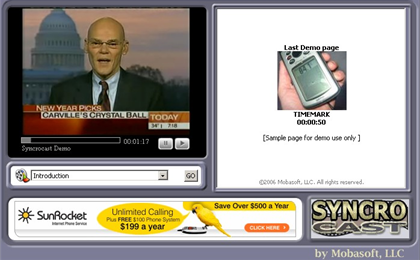 NEW YEAR PICKS
CARVILLE'S CRYSTAL BALL
TODAY
34°| 7:18
00:01:17
Syncrocast Demo
Introduction
GO
Last Demo page
TIMEMARK
00:00:50
[Sample page for demo use only ]
©2006 Mobasoft, LLC. All rights reserved.
SunRocket
Internet Phone Service
Unlimited Calling
Plus FREE $100 Phone System
$199 a year
Save Over $500 a Year
CLICK HERE
SYNCRO
CAST
by Mobasoft, LLC